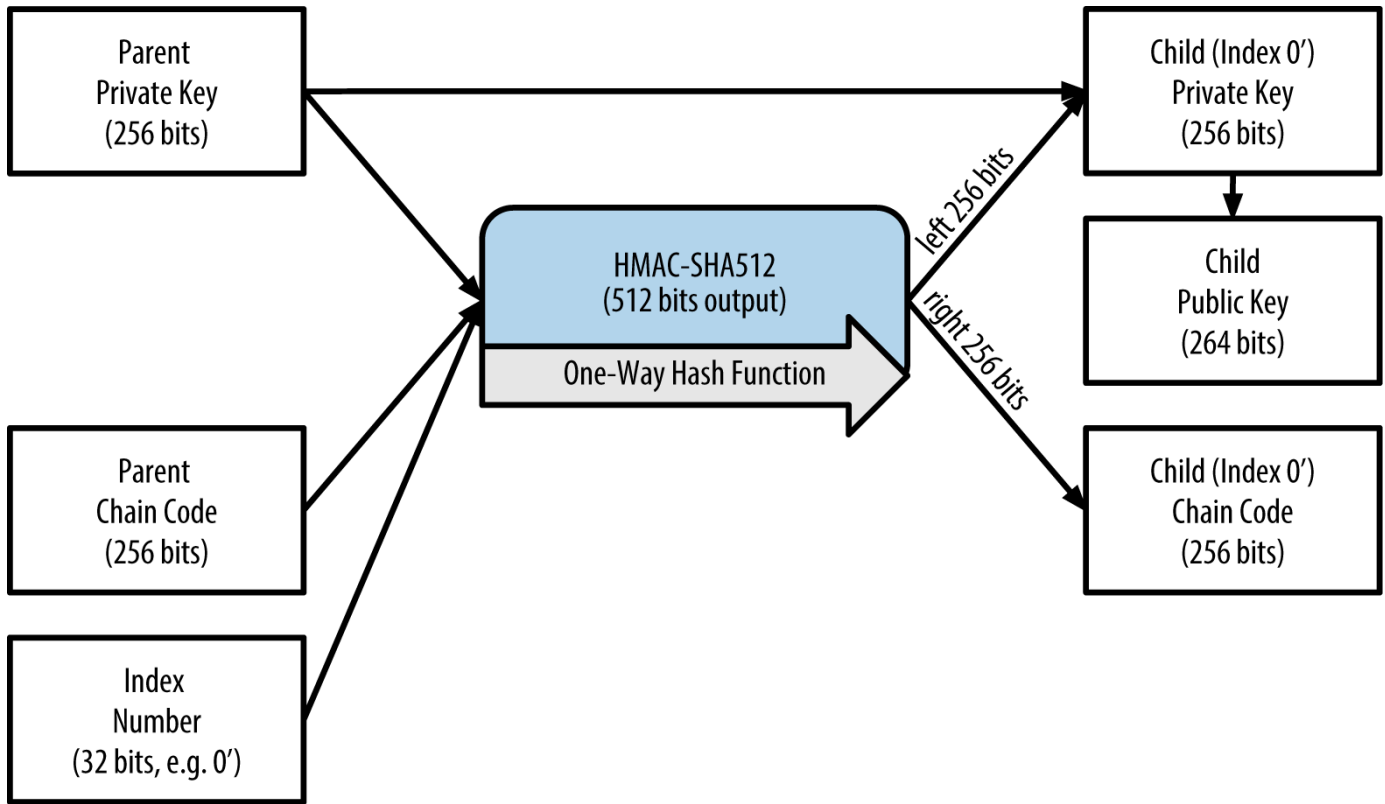 Parent
Private Key
(256 bits)
Child (Index 0’)
Private Key
(256 bits)
left 256 bits
HMAC-SHA512
(512 bits output)
One-Way Hash Function
right 256 bits
Child
Public Key
(264 bits)
Parent
Chain Code
(256 bits)
Child (Index 0’)
Chain Code
(256 bits)
Index
Number
(32 bits, e.g. 0’)